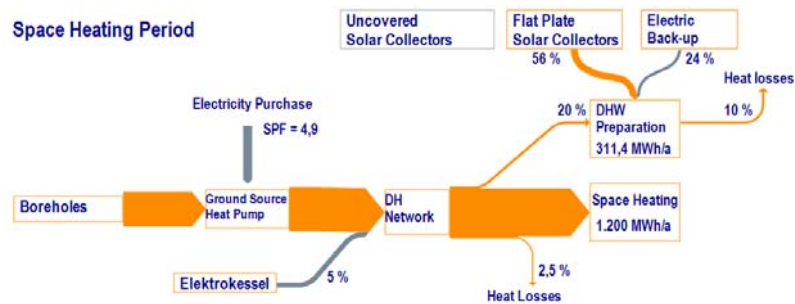 Space Heating Period
Uncovered
Solar Collectors
Flat Plate
Solar Collectors
Electric
Back-up
56 %
24 %
Heat losses
Electricity Purchase
SPF = 4,9
20 %
DHW
Preparation
311,4 MWh/a
10 %
Boreholes
Ground Source
Heat Pump
DH
Network
Space Heating
1.200 MWh/a
Elektrokessel
5 %
2,5 %
Heat Losses